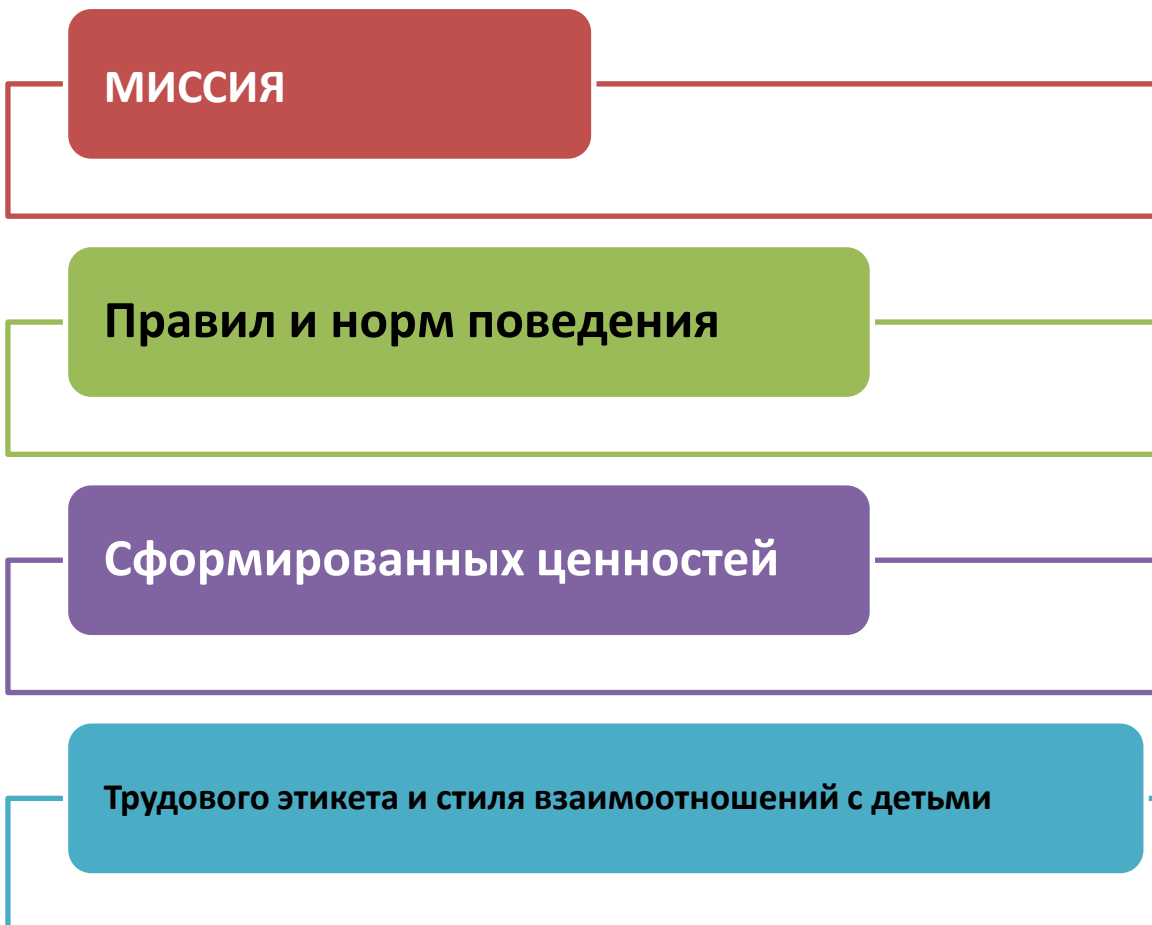 МИССИЯ
Правил и норм поведения
Сформированных ценностей
Трудового этикета и стиля взаимоотношений с детьми